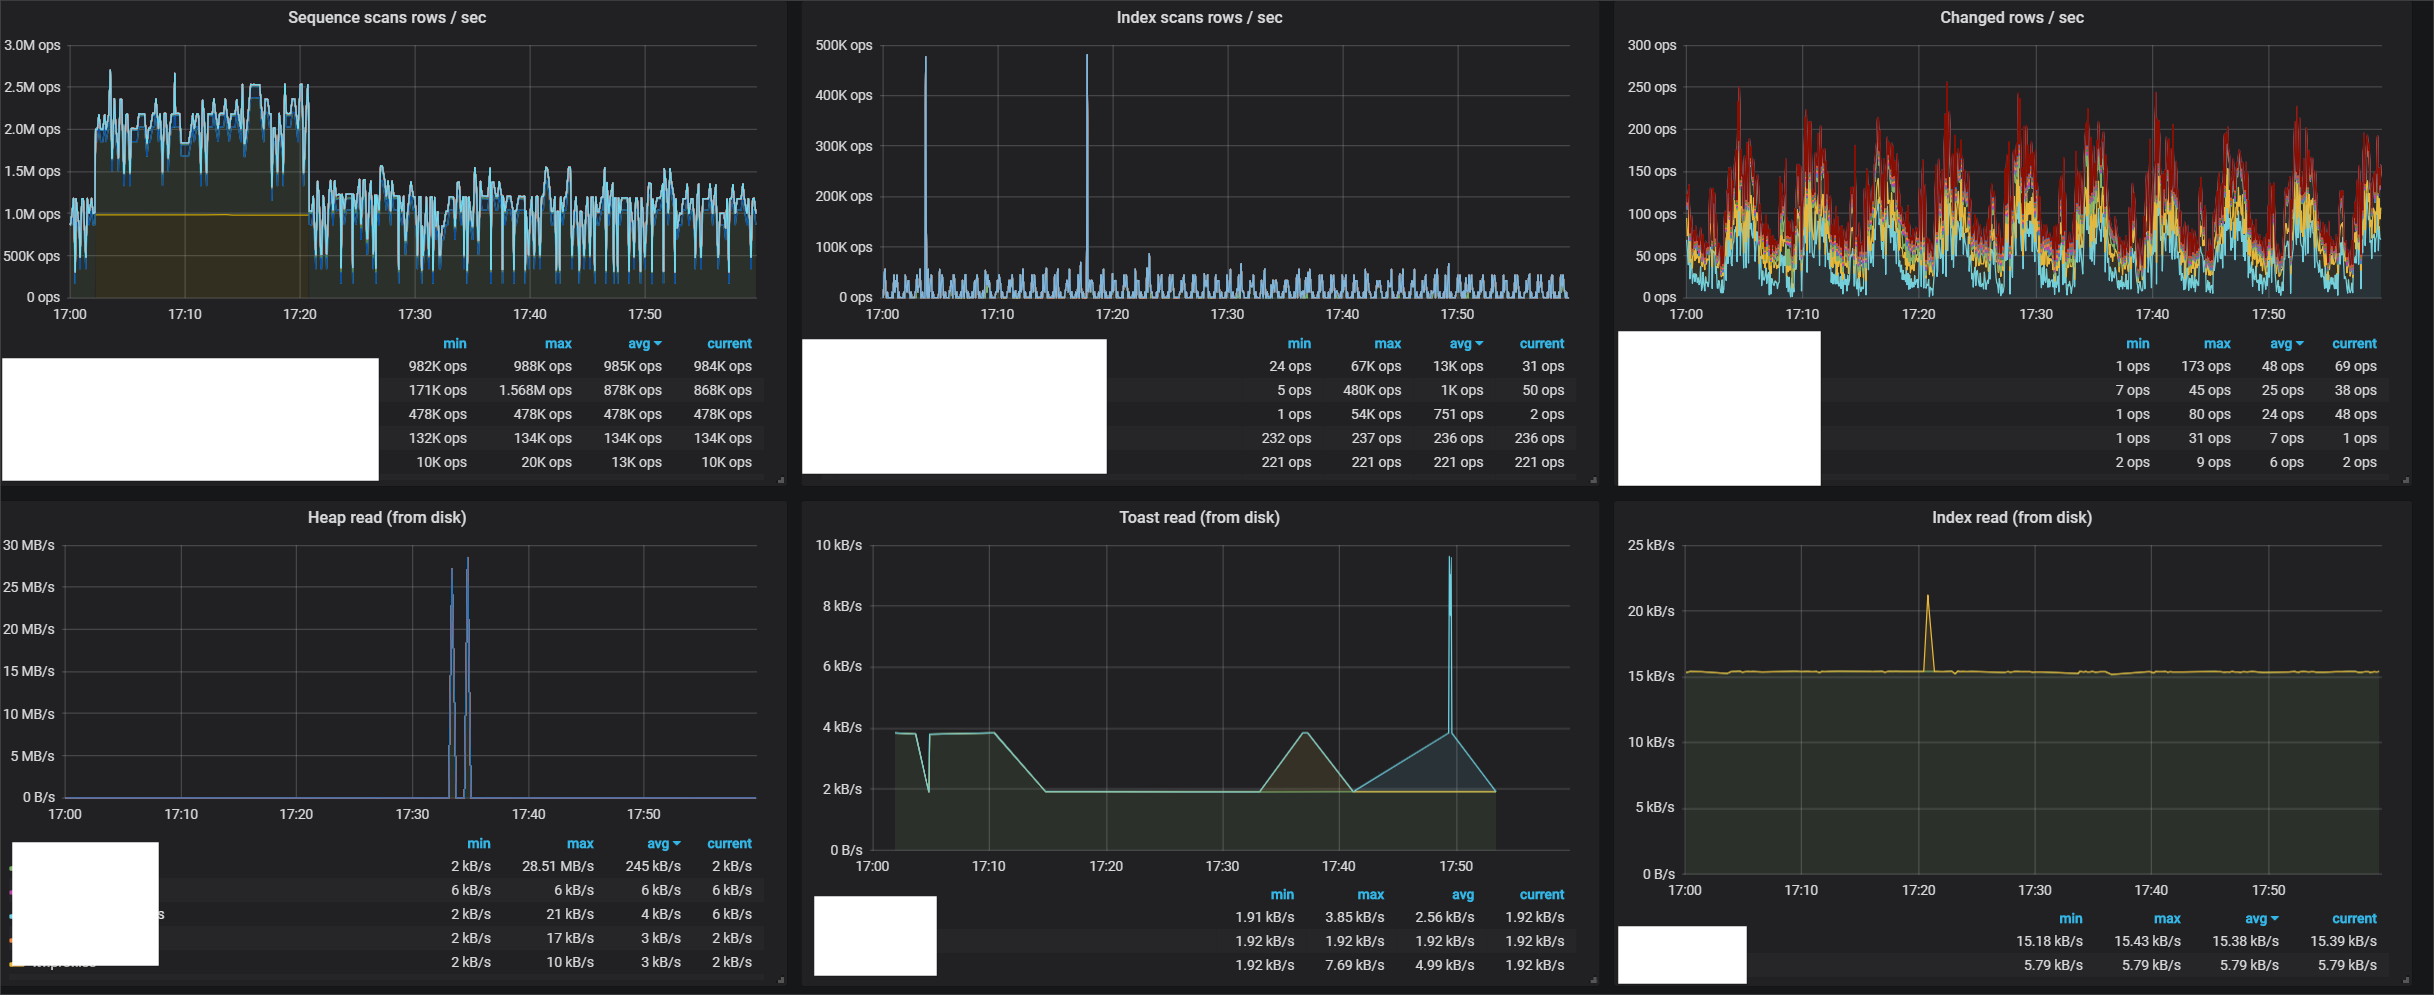 Sequence scans rows / sec
3.0M ops
2.5M ops
2.0M ops
1.5M ops
1.0M ops
500K ops
0 ops
17:00 17:10 17:20 17:30 17:40 17:50
min max avg current
982K ops 988K ops 985K ops 984K ops
171K ops 1.568M ops 878K ops 868K ops
478K ops 478K ops 478K ops 478K ops
132K ops 134K ops 134K ops 134K ops
10K ops 20K ops 13K ops 10K ops
Index scans rows / sec
500K ops
400K ops
300K ops
200K ops
100K ops
0 ops
17:00 17:10 17:20 17:30 17:40 17:50
min max avg current
24 ops 67K ops 13K ops 31 ops
5 ops 480K ops 1K ops 50 ops
1 ops 54K ops 751 ops 2 ops
232 ops 237 ops 236 ops 236 ops
221 ops 221 ops 221 ops 221 ops
Changed rows / sec
300 ops
250 ops
200 ops
150 ops
100 ops
50 ops
0 ops
17:00 17:10 17:20 17:30 17:40 17:50
min max avg current
1 ops 173 ops 48 ops 69 ops
7 ops 45 ops 25 ops 38 ops
1 ops 80 ops 24 ops 48 ops
1 ops 31 ops 7 ops 1 ops
2 ops 9 ops 6 ops 2 ops
Heap read (from disk)
30 MB/s
25 MB/s
20 MB/s
15 MB/s
10 MB/s
5 MB/s
0 B/s
17:00 17:10 17:20 17:30 17:40 17:50
min max avg current
2 kB/s 28.51 MB/s 245 kB/s 2 kB/s
6 kB/s 6 kB/s 6 kB/s 6 kB/s
s 2 kB/s 21 kB/s 4 kB/s 6 kB/s
2 kB/s 17 kB/s 3 kB/s 2 kB/s
2 kB/s 10 kB/s 3 kB/s 2 kB/s
Toast read (from disk)
10 kB/s
8 kB/s
6 kB/s
4 kB/s
2 kB/s
0 B/s
17:00 17:10 17:20 17:30 17:40 17:50
min max avg current
1.91 kB/s 3.85 kB/s 2.56 kB/s 1.92 kB/s
1.92 kB/s 1.92 kB/s 1.92 kB/s 1.92 kB/s
1.92 kB/s 7.69 kB/s 4.99 kB/s 1.92 kB/s
Index read (from disk)
25 kB/s
20 kB/s
15 kB/s
10 kB/s
5 kB/s
0 B/s
17:00 17:10 17:20 17:30 17:40 17:50
min max avg current
15.18 kB/s 15.43 kB/s 15.38 kB/s 15.39 kB/s
5.79 kB/s 5.79 kB/s 5.79 kB/s 5.79 kB/s